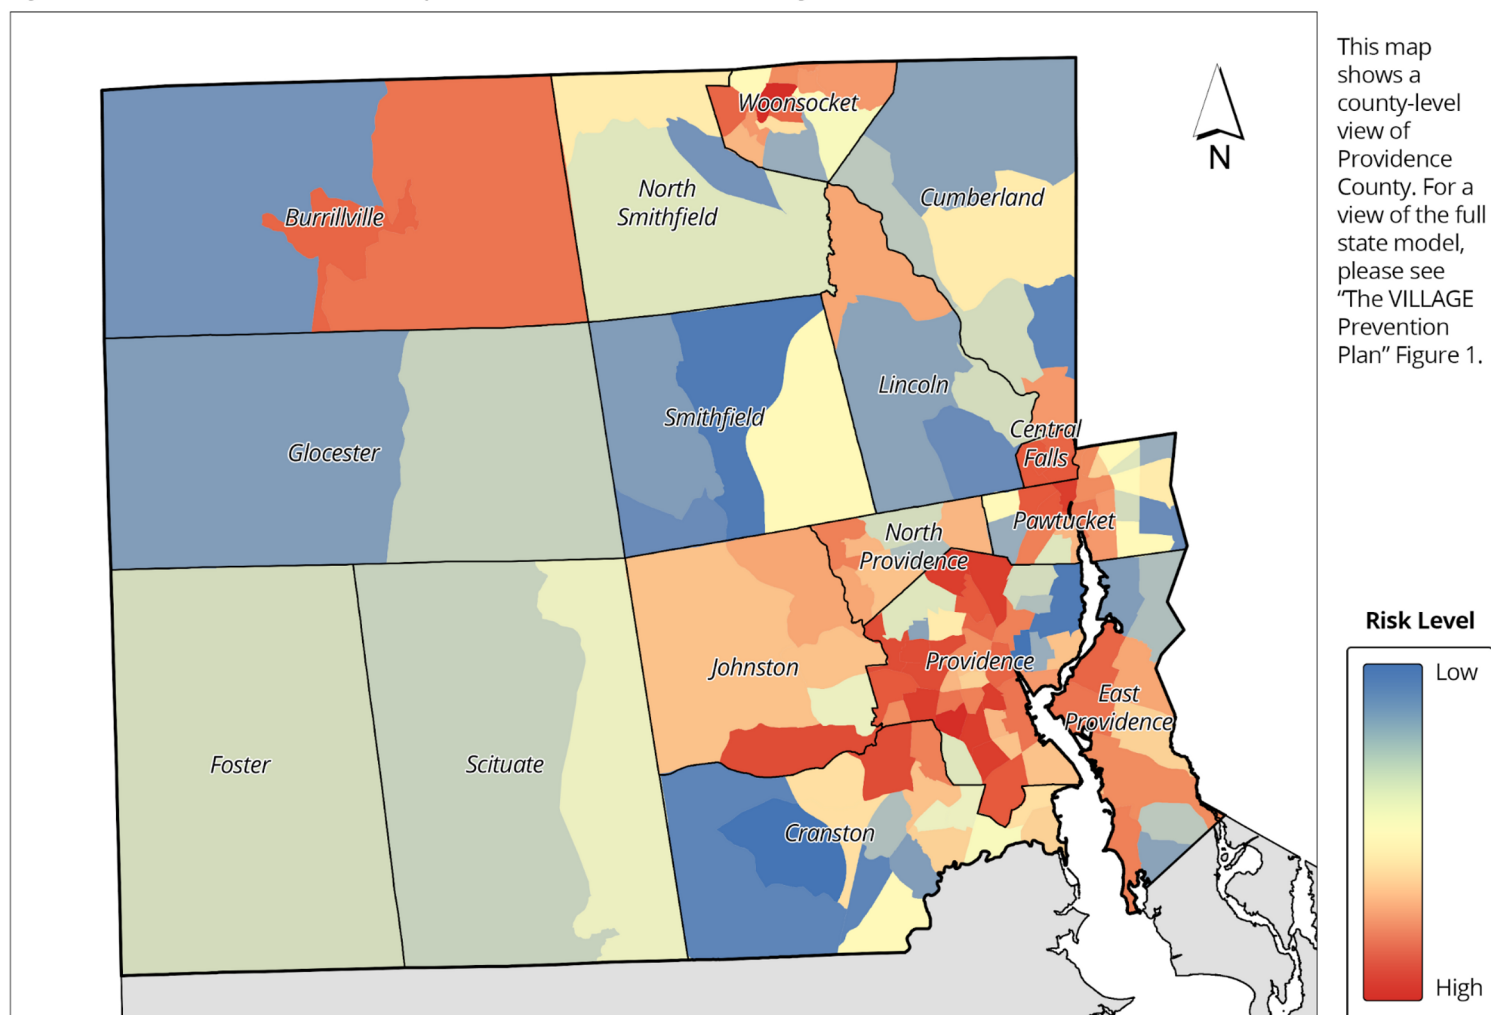 This map
shows a
county-level
view of
Providence
County. For a
view of the full
state model,
please see
“The VILLAGE
Prevention
Plan” Figure 1.
N
Woonsocket
North
Smithfield
Cumberland
Burrillville
Lincoln
Smithfield
Central
Falls
Glocester
Pawtucket
North
Providence
Providence
Johnston
East
Providence
Foster
Scituate
Cranston
Risk Level
Low
High